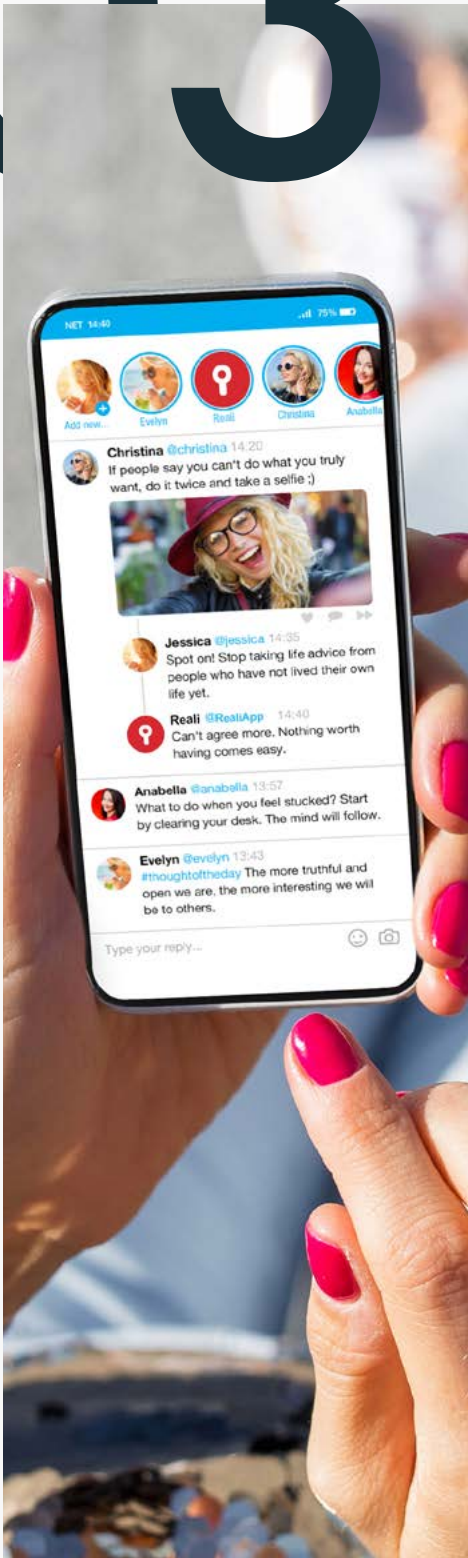 3
NET 14:40
75%
Add new...
Evelyn
Reali
Christina
Anabella
Christina @christina 14:20
If people say you can't do what you truly
want, do it twice and take a selfie ;)
Jessica @jessica 14:35
Spot on! Stop taking life advice from
people who have not lived their own
life yet.
Reali @RealiApp 14:40
Can't agree more. Nothing worth
having comes easy.
Anabella @anabella 13:57
What to do when you feel stucked? Start
by clearing your desk. The mind will follow.
Evelyn @evelyn 13:43
#thoughtoftheday The more truthful and
open we are, the more interesting we will
be to others.
Type your reply...